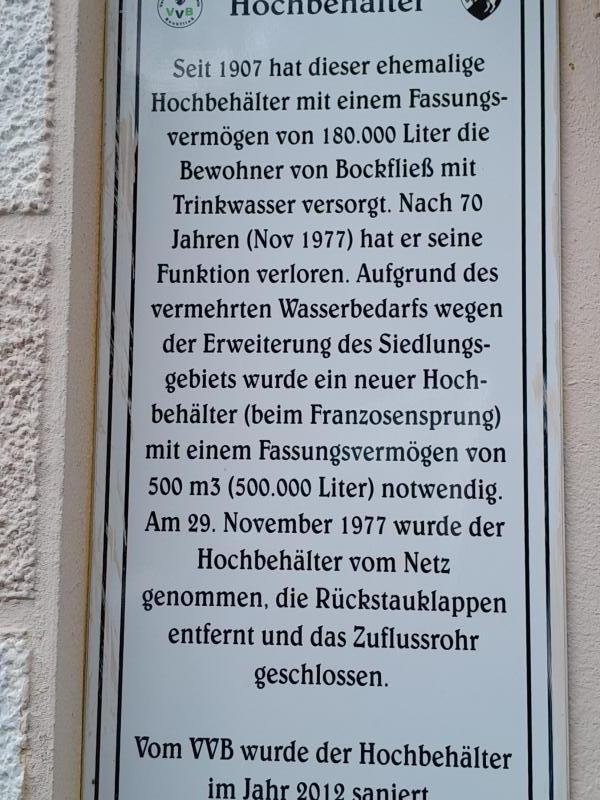 VVB
Hochbehälter
Seit 1907 hat dieser ehemalige
Hochbehälter mit einem Fassungs-
vermögen von 180.000 Liter die
Bewohner von Bockfließ mit
Trinkwasser versorgt. Nach 70
Jahren (Nov 1977) hat er seine
Funktion verloren. Aufgrund des
vermehrten Wasserbedarfs wegen
der Erweiterung des Siedlungs-
gebiets wurde ein neuer Hoch-
behälter (beim Franzosensprung)
mit einem Fassungsvermögen von
500 m3 (500.000 Liter) notwendig.
Am 29. November 1977 wurde der
Hochbehälter vom Netz
genommen, die Rückstauklappen
entfernt und das Zuflussrohr
geschlossen.
Vom VVB wurde der Hochbehälter
im Jahr 2012 saniert